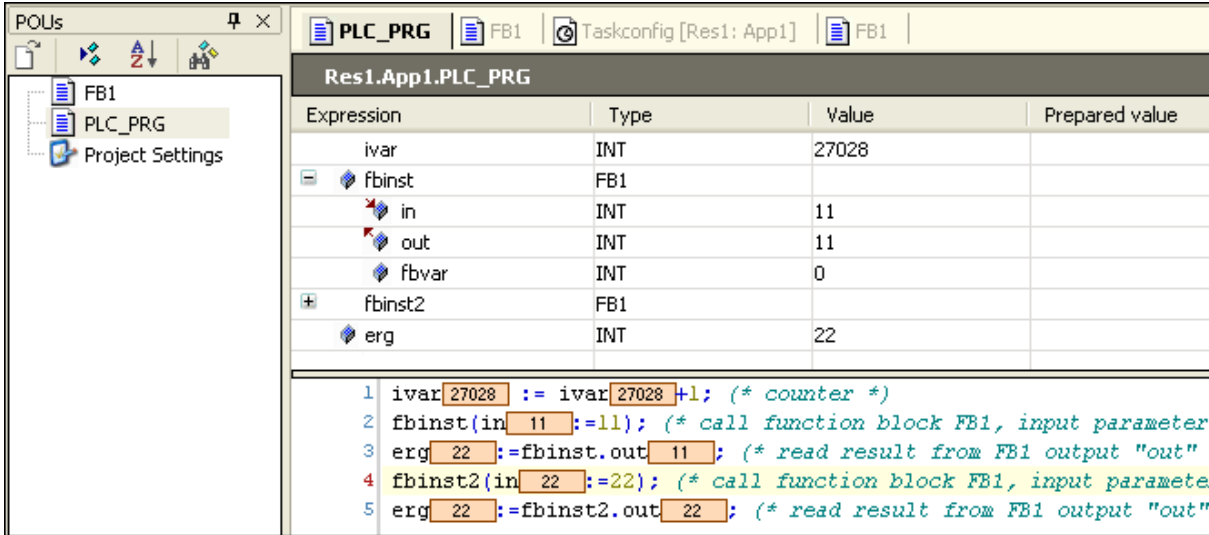 POUs
FB1
PLC_PRG
Project Settings
PLC_PRG FB1 Taskconfig [Res1: App1] FB1
Res1.App1.PLC_PRG
Expression Type Value Prepared value
ivar INT 27028
fbinst FB1
in INT 11
out INT 11
fbvar INT 0
fbinst2 FB1
erg INT 22
1 ivar 27028 := ivar 27028 +1; (* counter *)
2 fbinst(in 11 :=11); (* call function block FB1, input parameter
3 erg 22 :=fbinst.out 11 ; (* read result from FB1 output "out"
4 fbinst2(in 22 :=22); (* call function block FB1, input paramete
5 erg 22 :=fbinst2.out 22 ; (* read result from FB1 output "out"